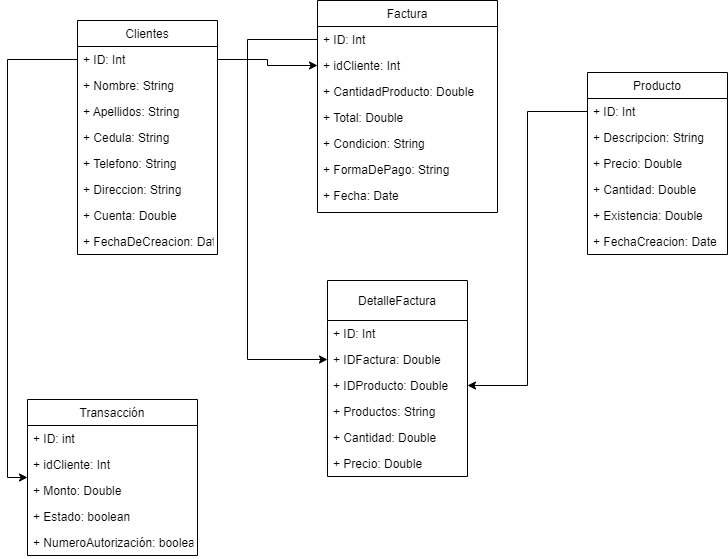 Clientes
+ ID: Int
+ Nombre: String
+ Apellidos: String
+ Cedula: String
+ Telefono: String
+ Direccion: String
+ Cuenta: Double
+ FechaDeCreacion: Dat
Factura
+ ID: Int
+ idCliente: Int
+ CantidadProducto: Double
+ Total: Double
+ Condicion: String
+ FormaDePago: String
+ Fecha: Date
Producto
+ ID: Int
+ Descripcion: String
+ Precio: Double
+ Cantidad: Double
+ Existencia: Double
+ FechaCreacion: Date
DetalleFactura
+ ID: Int
+ IDFactura: Double
+ IDProducto: Double
+ Productos: String
+ Cantidad: Double
+ Precio: Double
Transacción
+ ID: int
+ idCliente: Int
+ Monto: Double
+ Estado: boolean
+ NumeroAutorización: boolea